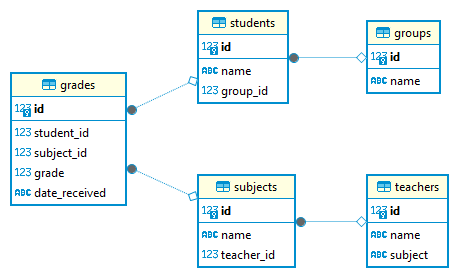 students
123 id
ABC name
123 group_id
groups
123 id
ABC name
grades
123 id
123 student_id
123 subject_id
123 grade
ABC date_received
subjects
123 id
ABC name
123 teacher_id
teachers
123 id
ABC name
ABC subject